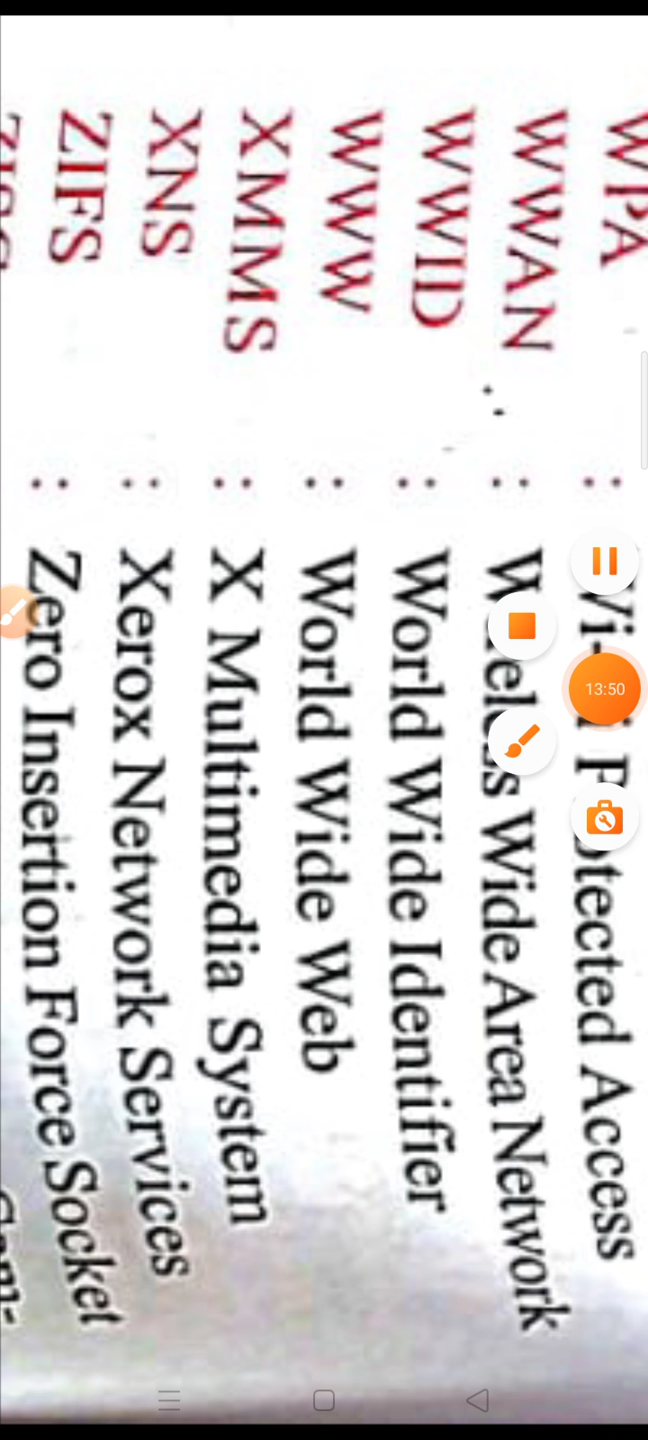 WPA : Protected Access
WWAN : Wide Area Network
WWID : World Wide Identifier
WWW : World Wide Web
XMMS : X Multimedia System
XNS : Xerox Network Services
ZIFS : Zero Insertion Force Socket
13:50